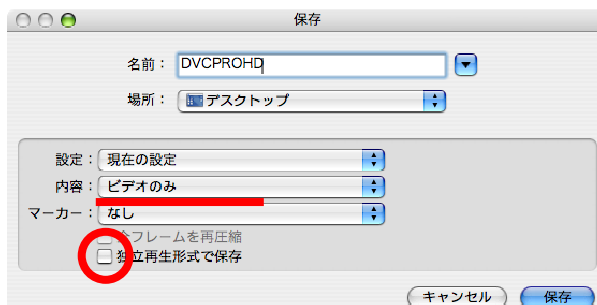 保存
名前： DVCPROHD
場所： デスクトップ
設定： 現在の設定
内容： ビデオのみ
マーカー： なし
全フレームを再圧縮
独立再生形式で保存
キャンセル 保存